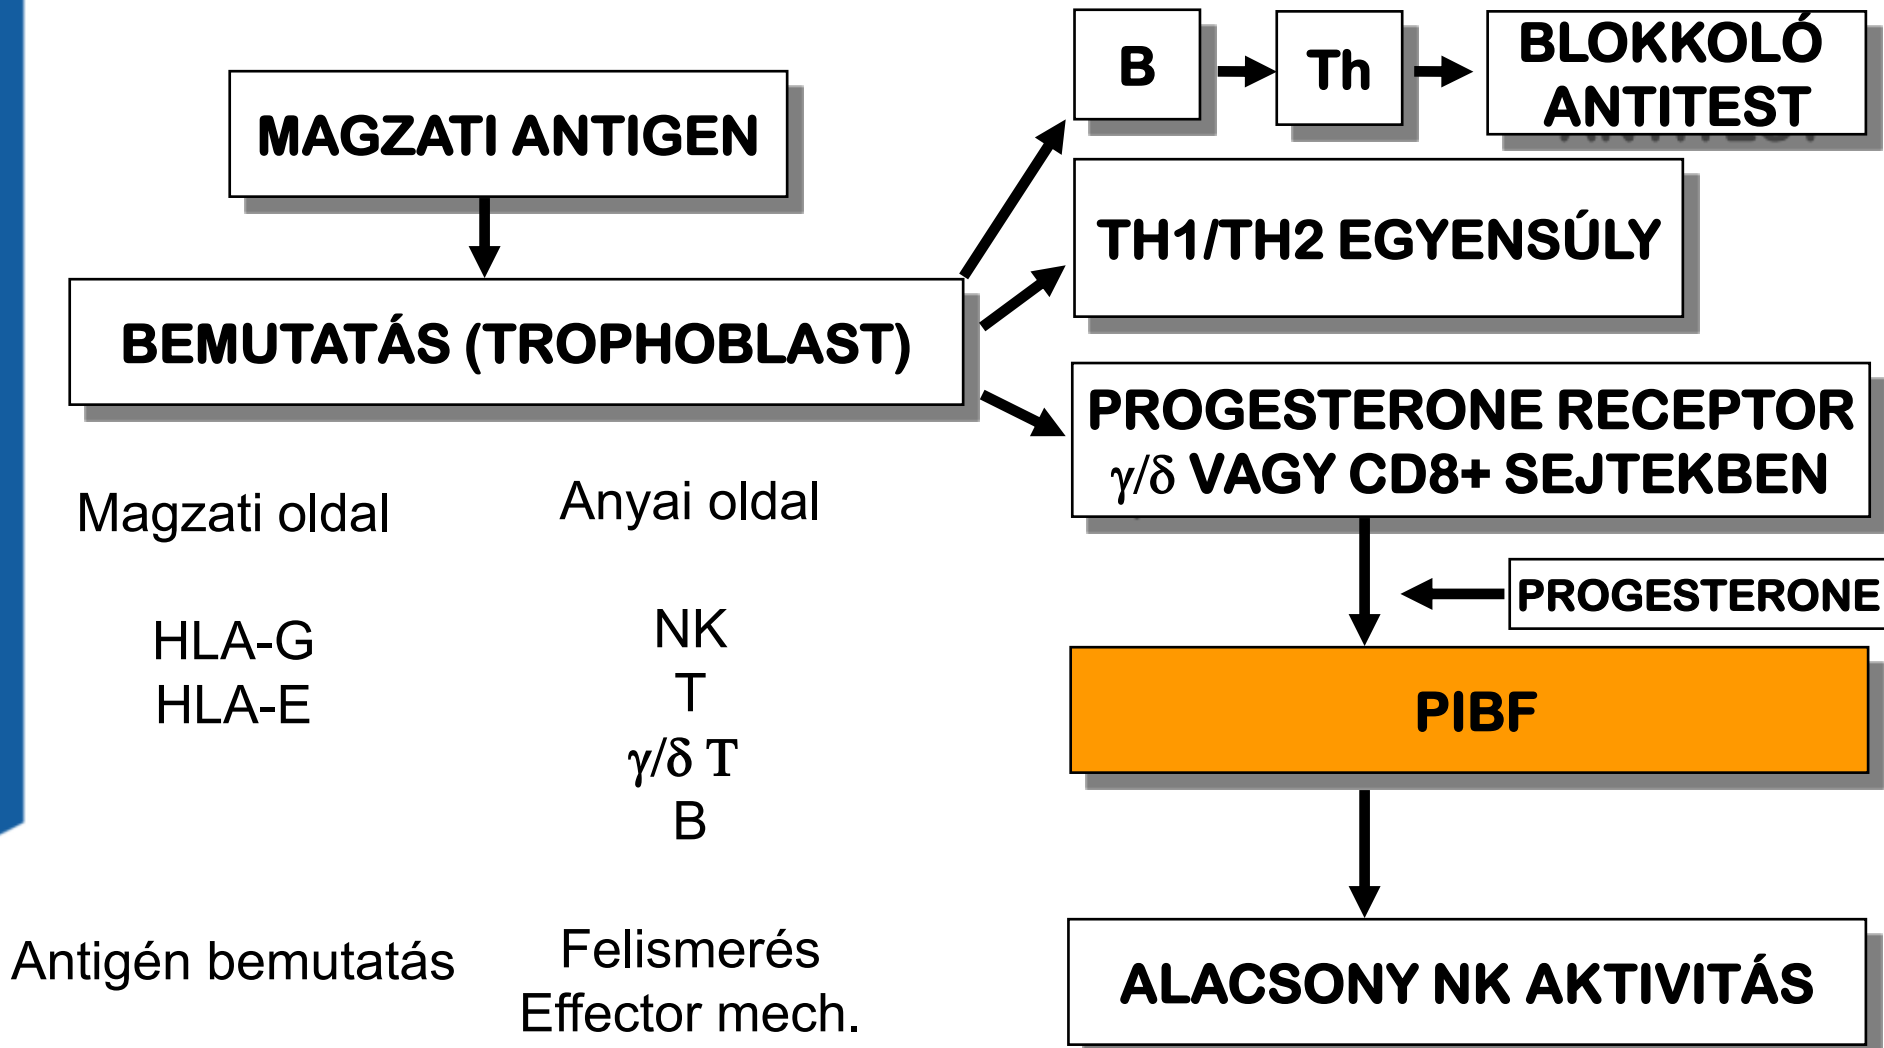 MAGZATI ANTIGEN
BEMUTATÁS (TROPHOBLAST)
B
Th
BLOKKOLÓ
ANTITEST
TH1/TH2 EGYENSÚLY
PROGESTERONE RECEPTOR
γ/δ VAGY CD8+ SEJTEKBEN
PROGESTERONE
PIBF
ALACSONY NK AKTIVITÁS
Magzati oldal
HLA-G
HLA-E
Antigén bemutatás
Anyai oldal
NK
T
γ/δ T
B
Felismerés
Effector mech.